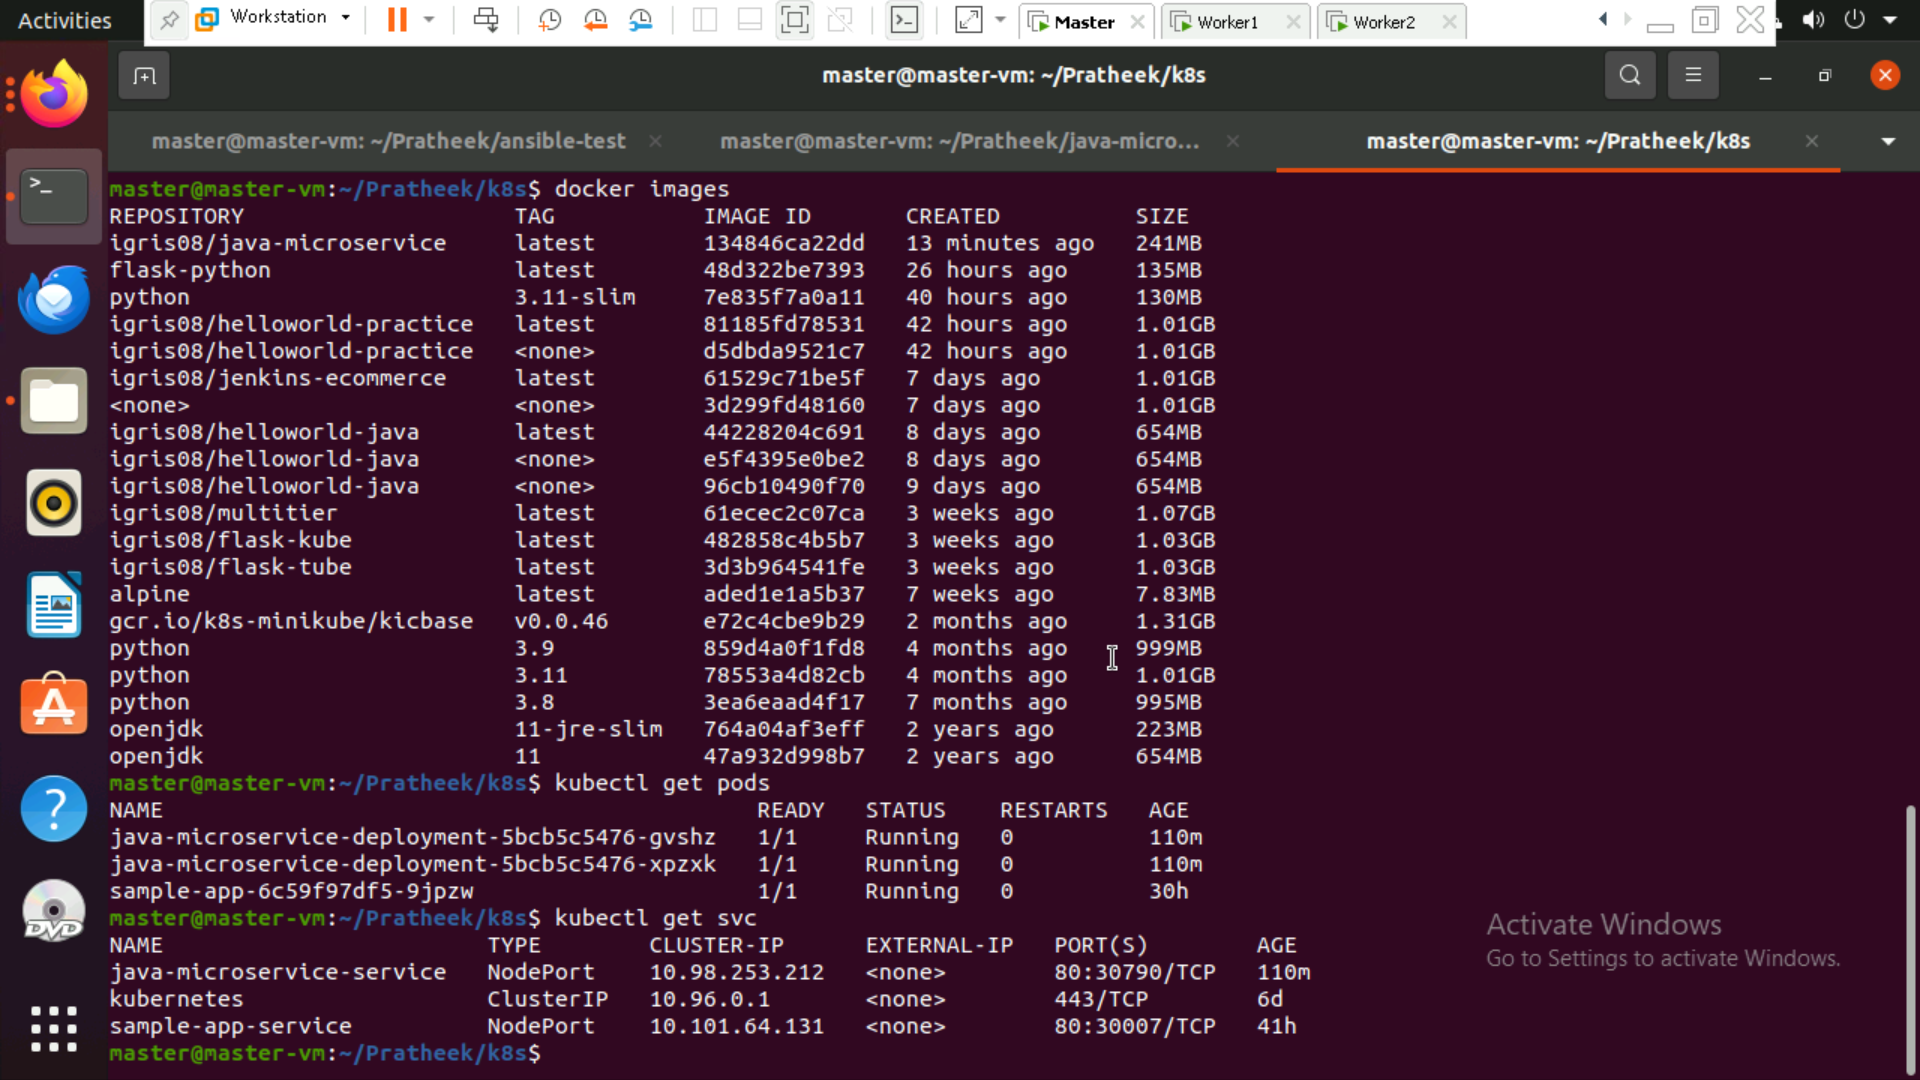 Activities
Workstation
Master
Worker1
Worker2
master@master-vm: ~/Pratheek/k8s
master@master-vm: ~/Pratheek/ansible-test
master@master-vm: ~/Pratheek/java-micro...
master@master-vm: ~/Pratheek/k8s
master@master-vm:~/Pratheek/k8s$ docker images
REPOSITORY TAG IMAGE ID CREATED SIZE
igris08/java-microservice latest 134846ca22dd 13 minutes ago 241MB
flask-python latest 48d322be7393 26 hours ago 135MB
python 3.11-slim 7e835f7a0a11 40 hours ago 130MB
igris08/helloworld-practice latest 81185fd78531 42 hours ago 1.01GB
igris08/helloworld-practice <none> d5dbda9521c7 42 hours ago 1.01GB
igris08/jenkins-ecommerce latest 61529c71be5f 7 days ago 1.01GB
<none> <none> 3d299fd48160 7 days ago 1.01GB
igris08/helloworld-java latest 44228204c691 8 days ago 654MB
igris08/helloworld-java <none> e5f4395e0be2 8 days ago 654MB
igris08/helloworld-java <none> 96cb10490f70 9 days ago 654MB
igris08/multitier latest 61ecec2c07ca 3 weeks ago 1.07GB
igris08/flask-kube latest 482858c4b5b7 3 weeks ago 1.03GB
igris08/flask-tube latest 3d3b964541fe 3 weeks ago 1.03GB
alpine latest aded1e1a5b37 7 weeks ago 7.83MB
gcr.io/k8s-minikube/kicbase v0.0.46 e72c4cbe9b29 2 months ago 1.31GB
python 3.9 859d4a0f1fd8 4 months ago 999MB
python 3.11 78553a4d82cb 4 months ago 1.01GB
python 3.8 3ea6eaad4f17 7 months ago 995MB
openjdk 11-jre-slim 764a04af3eff 2 years ago 223MB
openjdk 11 47a932d998b7 2 years ago 654MB
master@master-vm:~/Pratheek/k8s$ kubectl get pods
NAME READY STATUS RESTARTS AGE
java-microservice-deployment-5bcb5c5476-gvshz 1/1 Running 0 110m
java-microservice-deployment-5bcb5c5476-xpzxk 1/1 Running 0 110m
sample-app-6c59f97df5-9jpzw 1/1 Running 0 30h
master@master-vm:~/Pratheek/k8s$ kubectl get svc
NAME TYPE CLUSTER-IP EXTERNAL-IP PORT(S) AGE
java-microservice-service NodePort 10.98.253.212 <none> 80:30790/TCP 110m
kubernetes ClusterIP 10.96.0.1 <none> 443/TCP 6d
sample-app-service NodePort 10.101.64.131 <none> 80:30007/TCP 41h
master@master-vm:~/Pratheek/k8s$
Activate Windows
Go to Settings to activate Windows.
DVD